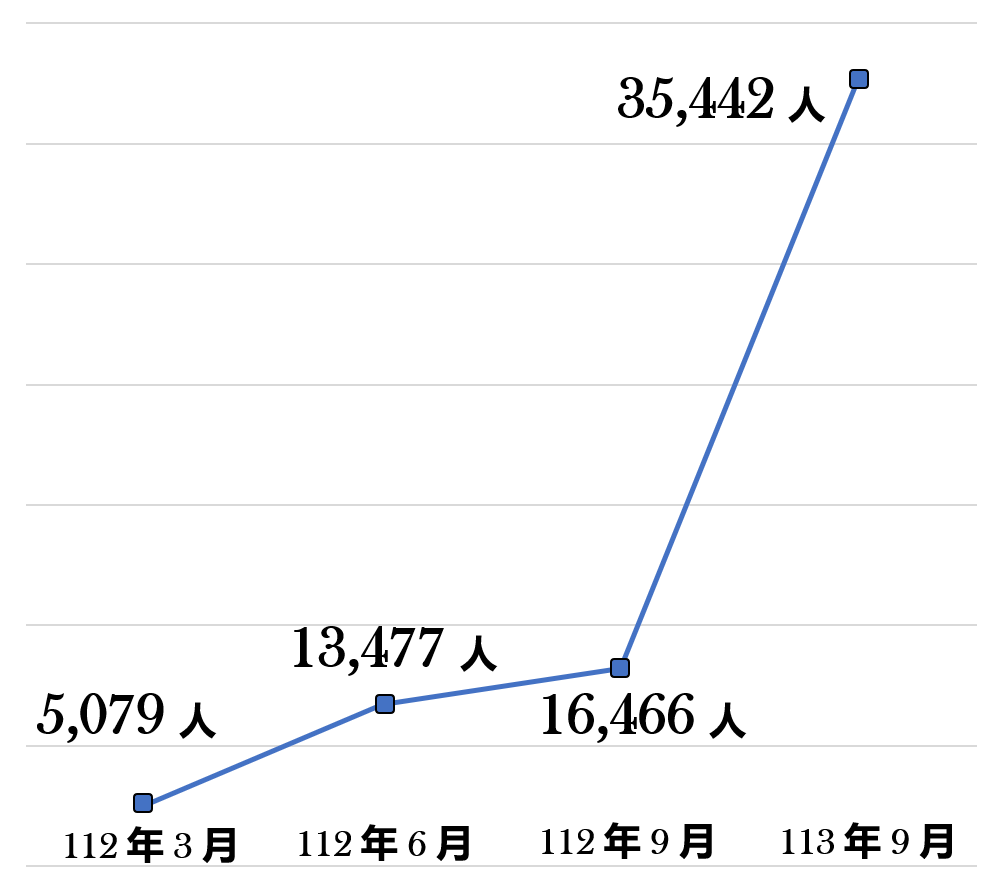 35,442 人
13,477 人
5,079 人
16,466 人
112 年 3 月
112 年 6 月
112 年 9 月
113 年 9 月